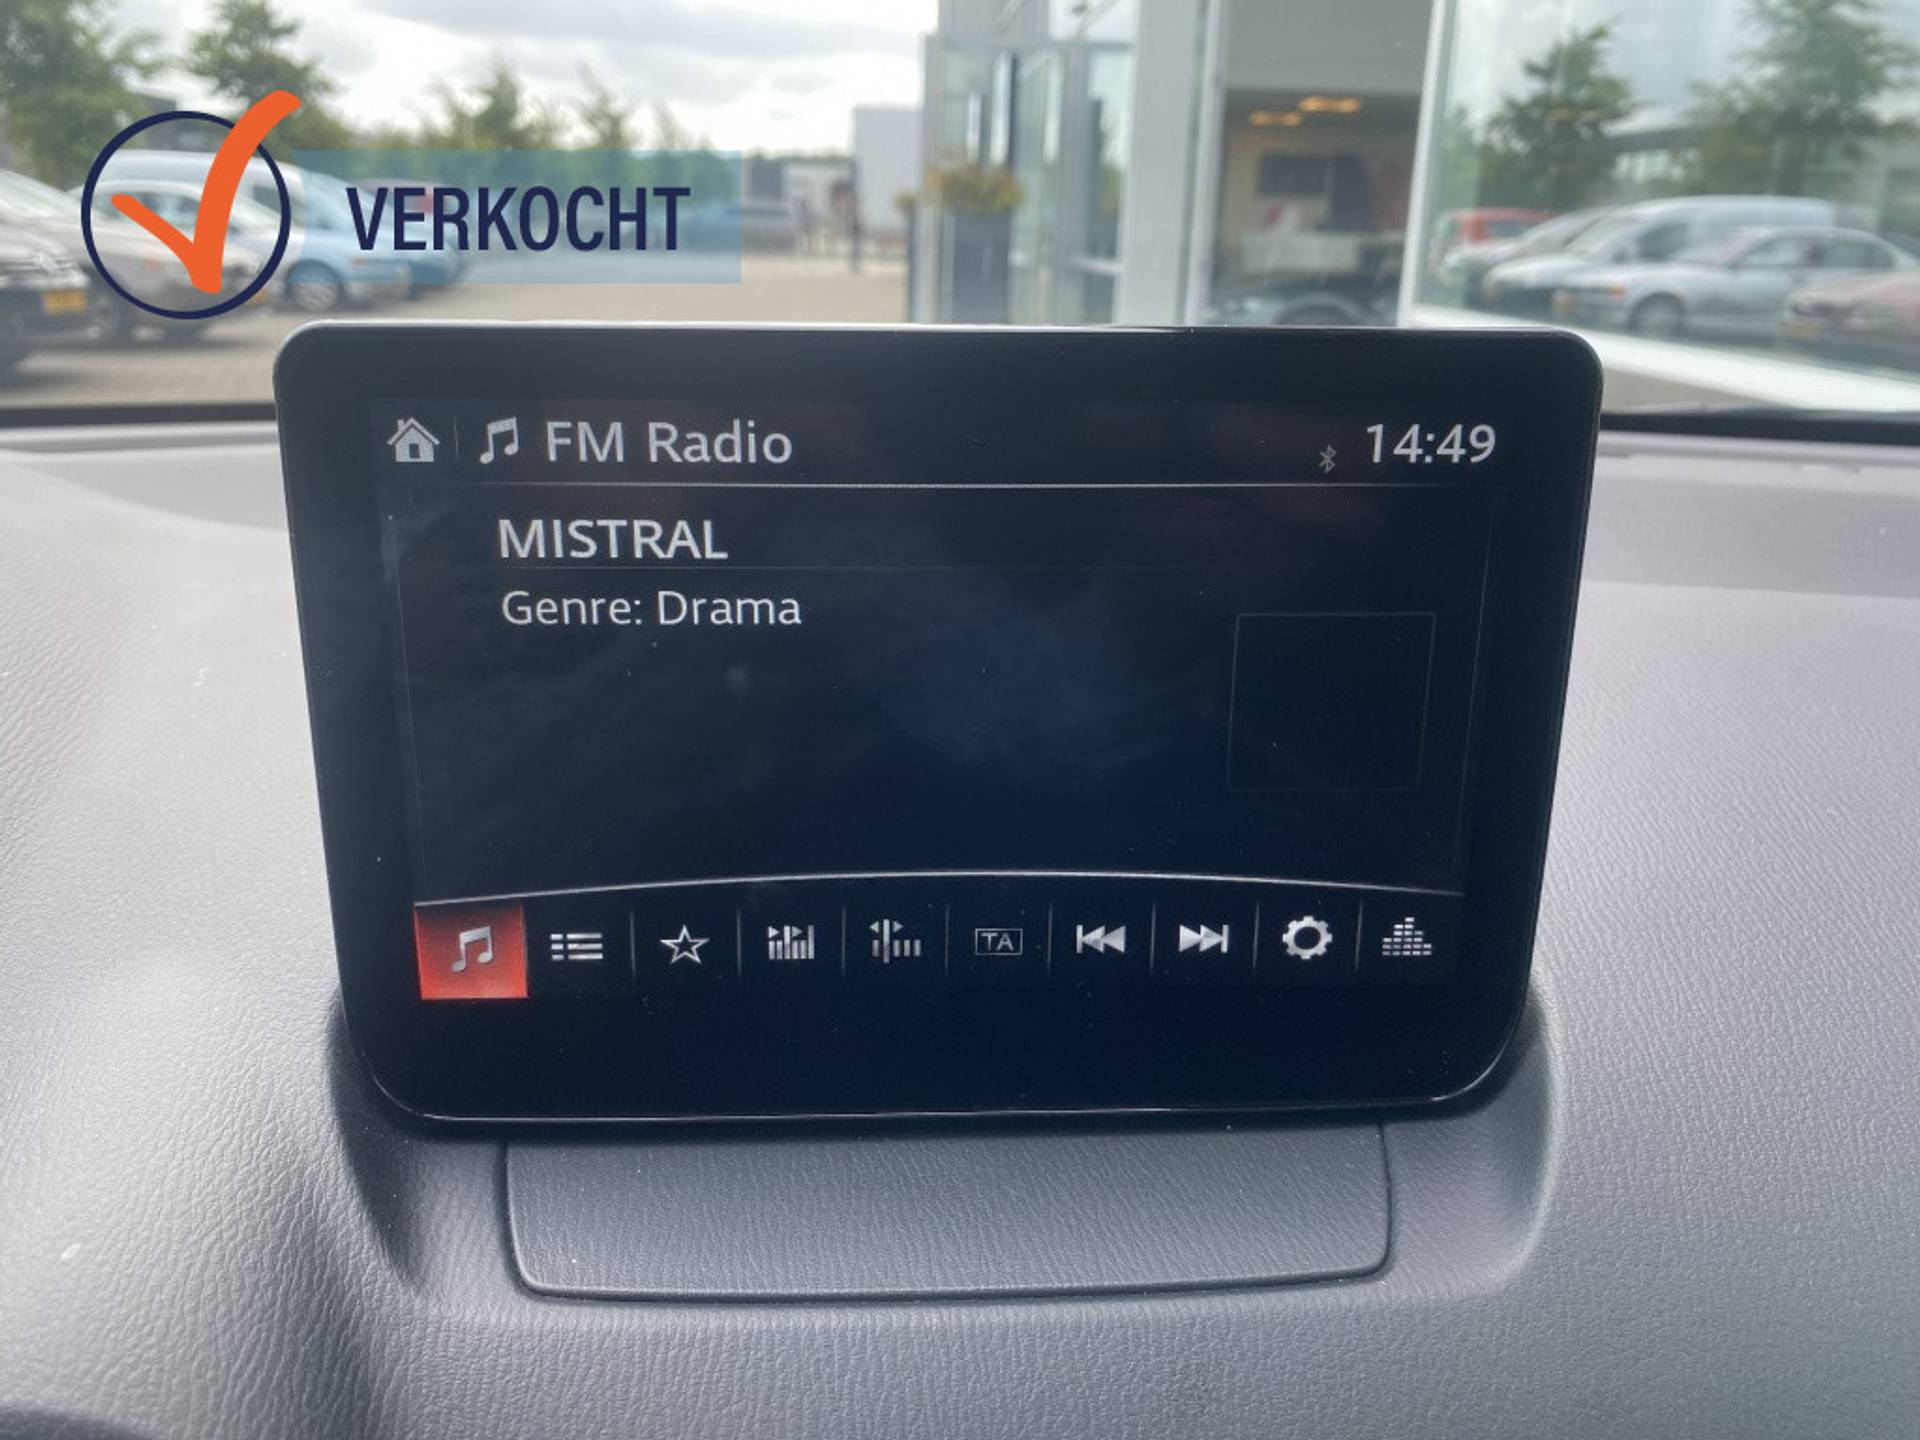 VERKOCHT
FM Radio 14:49
MISTRAL
Genre: Drama
TA